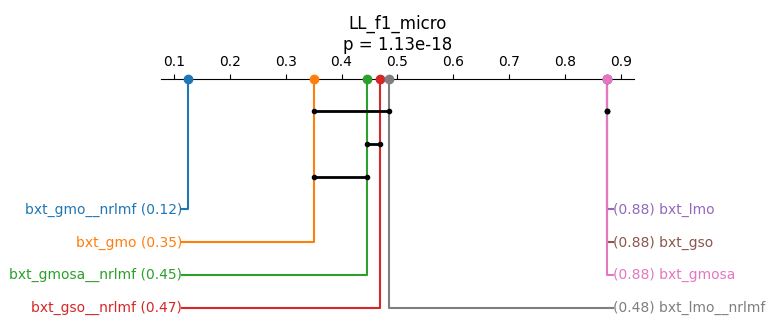 LL_f1_micro
p = 1.13e-18
0.1 0.2 0.3 0.4 0.5 0.6 0.7 0.8 0.9
bxt_gmo__nrlmf (0.12) (0.88) bxt_lmo
bxt_gmo (0.35) (0.88) bxt_gso
bxt_gmosa__nrlmf (0.45) (0.88) bxt_gmosa
bxt_gso__nrlmf (0.47) (0.48) bxt_lmo__nrlmf